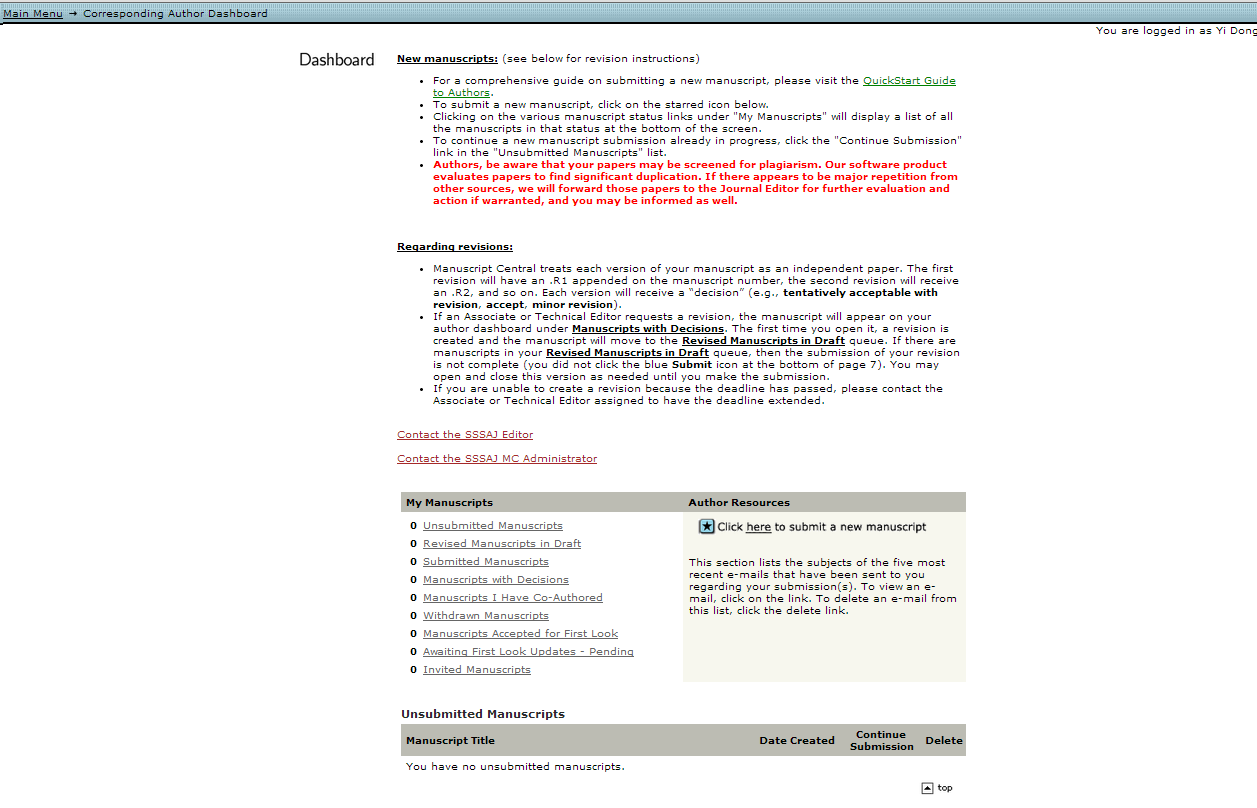 Main Menu → Corresponding Author Dashboard
You are logged in as Yi Dong
Dashboard
New manuscripts: (see below for revision instructions)
• For a comprehensive guide on submitting a new manuscript, please visit the QuickStart Guide
to Authors.
• To submit a new manuscript, click on the starred icon below.
• Clicking on the various manuscript status links under "My Manuscripts" will display a list of all
the manuscripts in that status at the bottom of the screen.
• To continue a new manuscript submission already in progress, click the "Continue Submission"
link in the "Unsubmitted Manuscripts" list.
• Authors, be aware that your papers may be screened for plagiarism. Our software product
evaluates papers to find significant duplication. If there appears to be major repetition from
other sources, we will forward those papers to the Journal Editor for further evaluation and
action if warranted, and you may be informed as well.
Regarding revisions:
• Manuscript Central treats each version of your manuscript as an independent paper. The first
revision will have an .R1 appended on the manuscript number, the second revision will receive
an .R2, and so on. Each version will receive a “decision” (e.g., tentatively acceptable with
revision, accept, minor revision).
• If an Associate or Technical Editor requests a revision, the manuscript will appear on your
author dashboard under Manuscripts with Decisions. The first time you open it, a revision is
created and the manuscript will move to the Revised Manuscripts in Draft queue. If there are
manuscripts in your Revised Manuscripts in Draft queue, then the submission of your revision
is not complete (you did not click the blue Submit icon at the bottom of page 7). You may
open and close this version as needed until you make the submission.
• If you are unable to create a revision because the deadline has passed, please contact the
Associate or Technical Editor assigned to have the deadline extended.
Contact the SSSAJ Editor
Contact the SSSAJ MC Administrator
My Manuscripts
0 Unsubmitted Manuscripts
0 Revised Manuscripts in Draft
0 Submitted Manuscripts
0 Manuscripts with Decisions
0 Manuscripts I Have Co-Authored
0 Withdrawn Manuscripts
0 Manuscripts Accepted for First Look
0 Awaiting First Look Updates - Pending
0 Invited Manuscripts
Author Resources
Click here to submit a new manuscript
This section lists the subjects of the five most
recent e-mails that have been sent to you
regarding your submission(s). To view an e-
mail, click on the link. To delete an e-mail from
this list, click the delete link.
Unsubmitted Manuscripts
Manuscript Title Date Created Continue Submission Delete
You have no unsubmitted manuscripts.
top